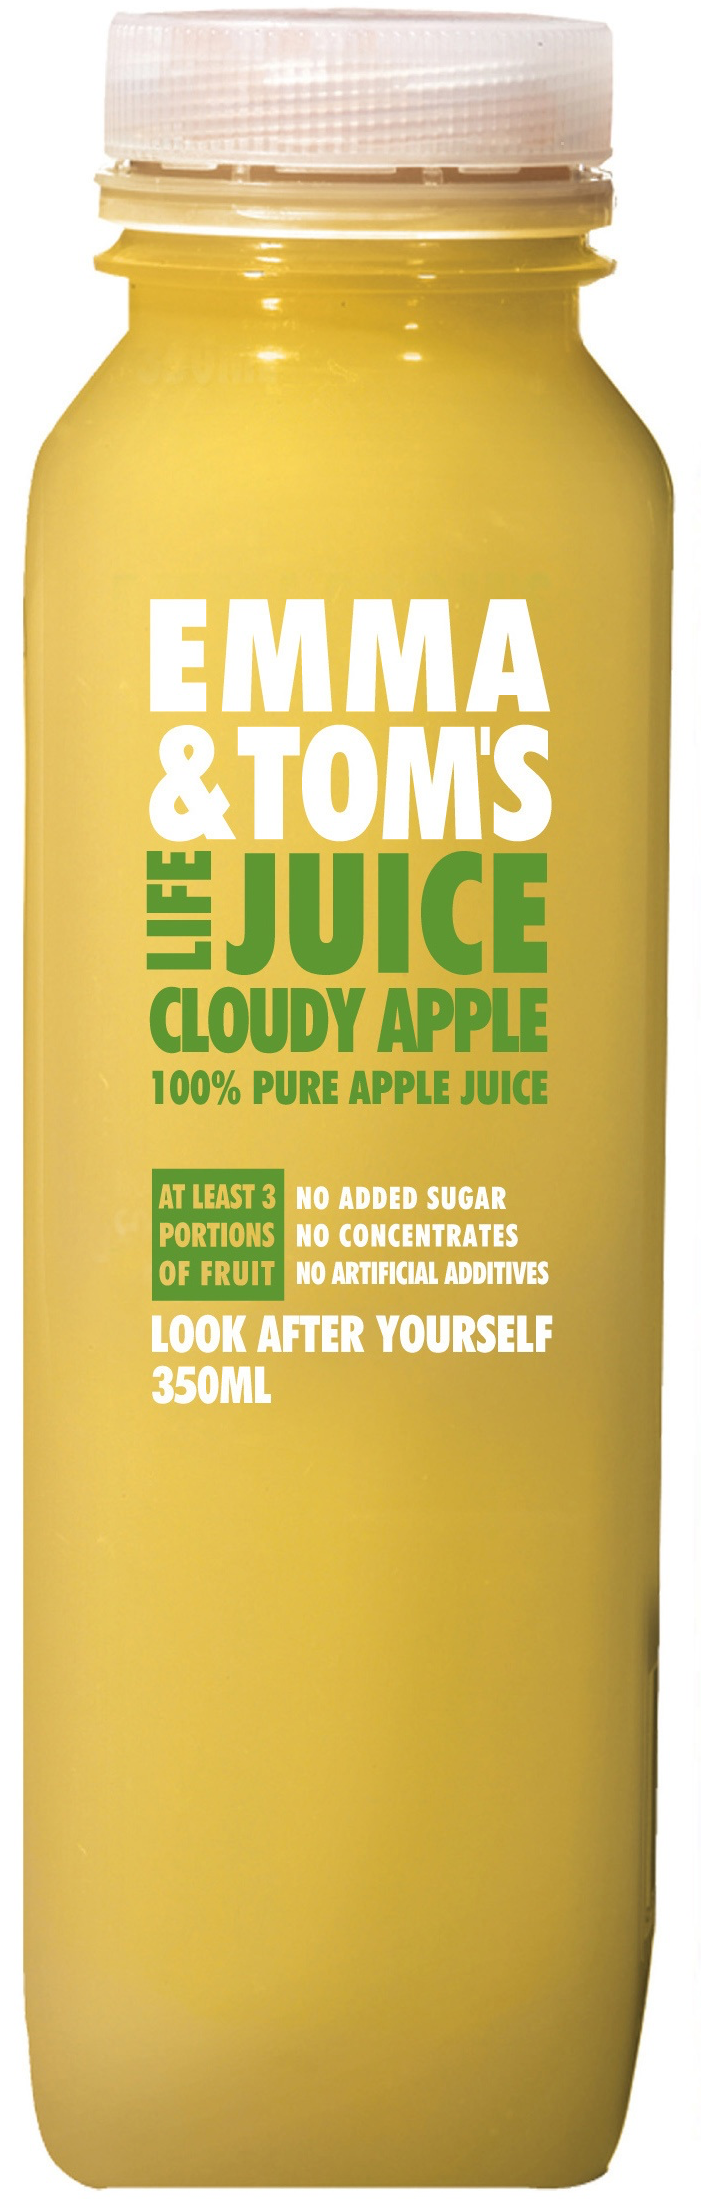 EMMA
&TOM'S
LIFE JUICE
CLOUDY APPLE
100% PURE APPLE JUICE
AT LEAST 3
PORTIONS
OF FRUIT
NO ADDED SUGAR
NO CONCENTRATES
NO ARTIFICIAL ADDITIVES
LOOK AFTER YOURSELF
350ML